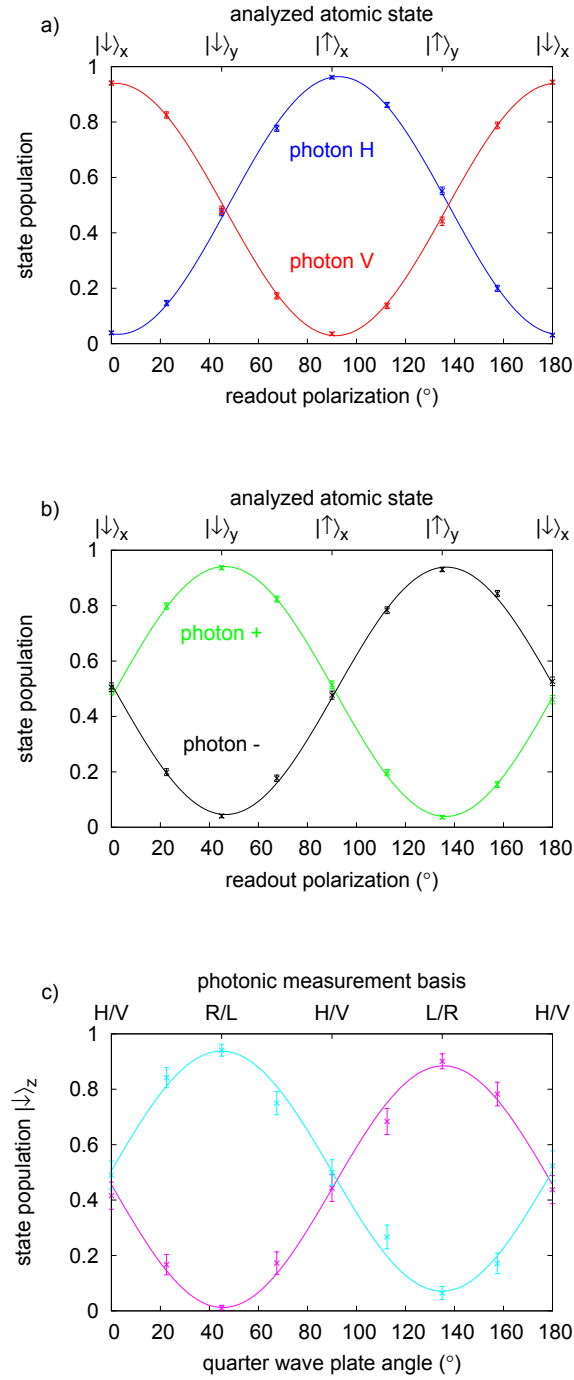 analyzed atomic state
a)
|↓⟩x |↓⟩y |↑⟩x |↑⟩y |↓⟩x
1
0.8
photon H
0.6
state population
0.4
photon V
0.2
0
0 20 40 60 80 100 120 140 160 180
readout polarization (°)
analyzed atomic state
b)
|↓⟩x |↓⟩y |↑⟩x |↑⟩y |↓⟩x
1
0.8
photon +
0.6
state population
0.4
photon -
0.2
0
0 20 40 60 80 100 120 140 160 180
readout polarization (°)
photonic measurement basis
c)
H/V R/L H/V L/R H/V
1
0.8
0.6
state population |↓⟩z
0.4
0.2
0
0 20 40 60 80 100 120 140 160 180
quarter wave plate angle (°)